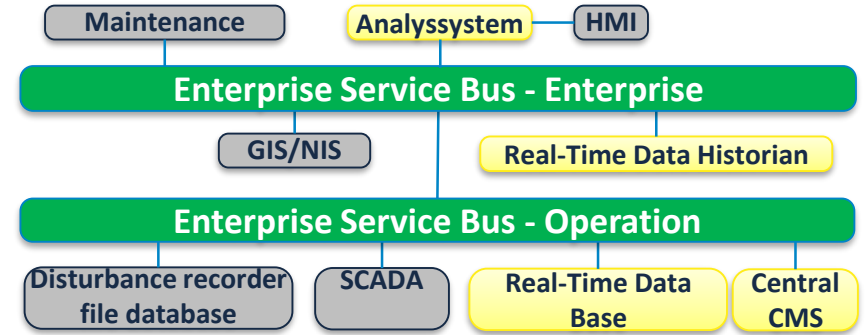 Maintenance
Analyssystem
HMI
Enterprise Service Bus - Enterprise
GIS/NIS
Real-Time Data Historian
Enterprise Service Bus - Operation
Disturbance recorder
file database
SCADA
Real-Time Data
Base
Central
CMS